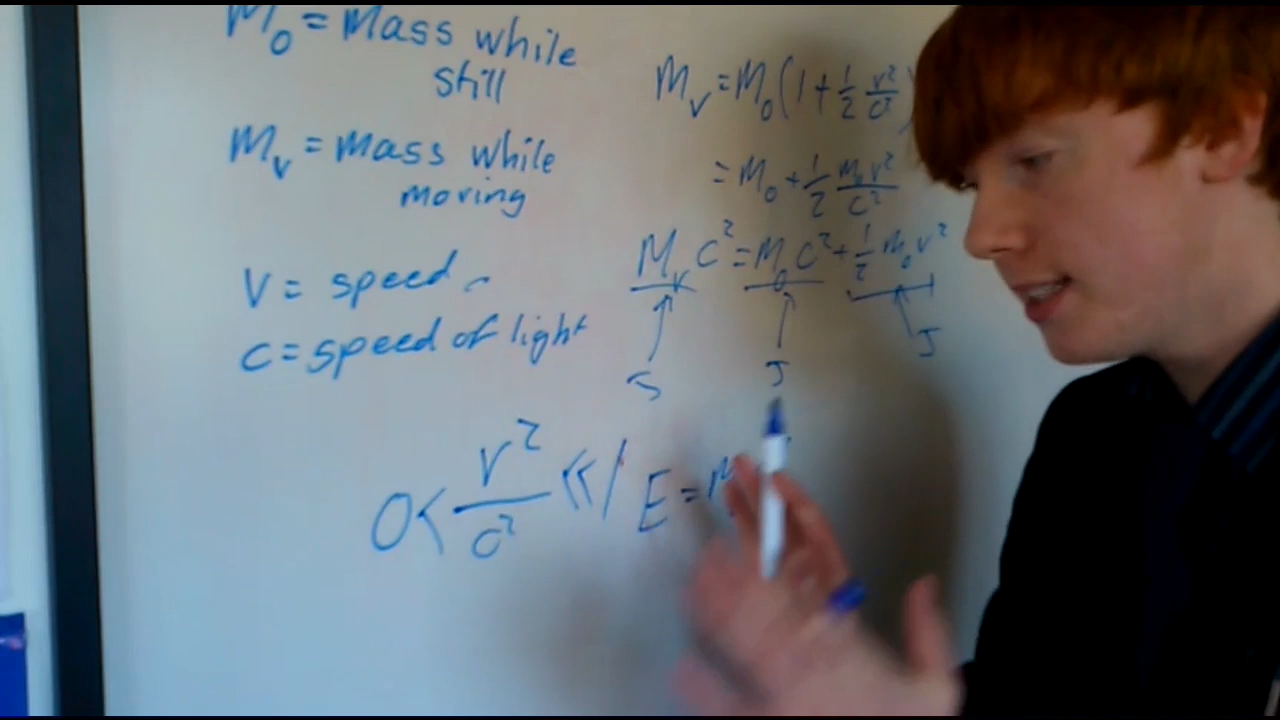 M₀ = Mass while
still
Mᵥ = Mass while
moving
V = speed
C = speed of light
0 < v²/c² << 1
Mᵥ = M₀(1 + 1/2 v²/c²)
= M₀ + 1/2 M₀v²/c²
Mᵥc² = M₀c² + 1/2 M₀v²
J J J
E = M